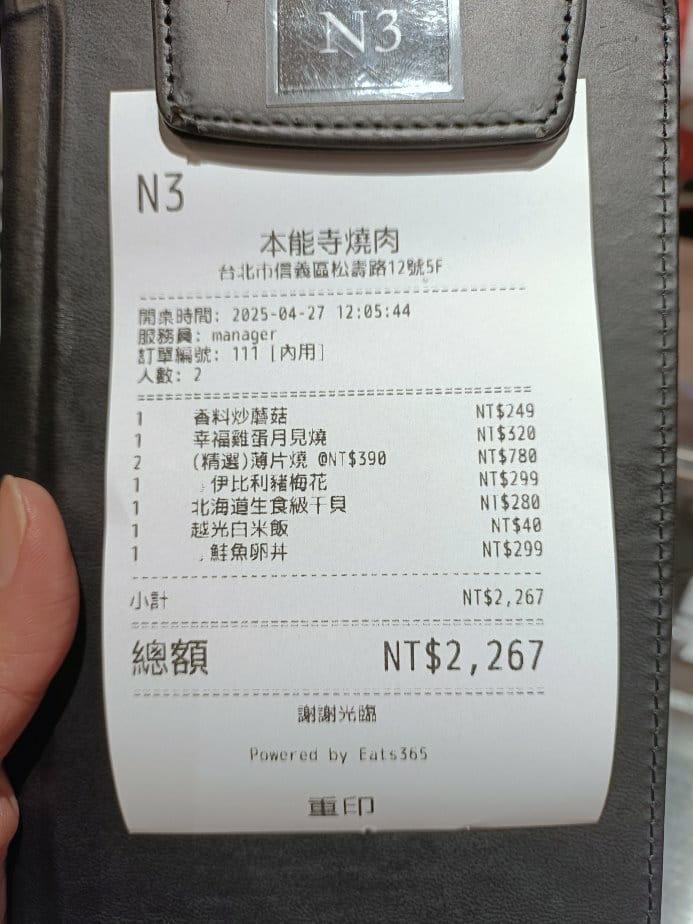 N3
N3
本能寺燒肉
台北市信義區松壽路12號5F
開桌時間: 2025-04-27 12:05:44
服務員: manager
訂單編號: 111 [內用]
人數: 2
1 香料炒蘑菇 NT$249
1 幸福雞蛋月見燒 NT$320
2 (精選)薄片燒 @NT$390 NT$780
1 .伊比利豬梅花 NT$299
1 北海道生食級干貝 NT$280
1 越光白米飯 NT$40
1 .鮭魚卵丼 NT$299
小計 NT$2,267
總額 NT$2,267
謝謝光臨
Powered by Eats365
重印